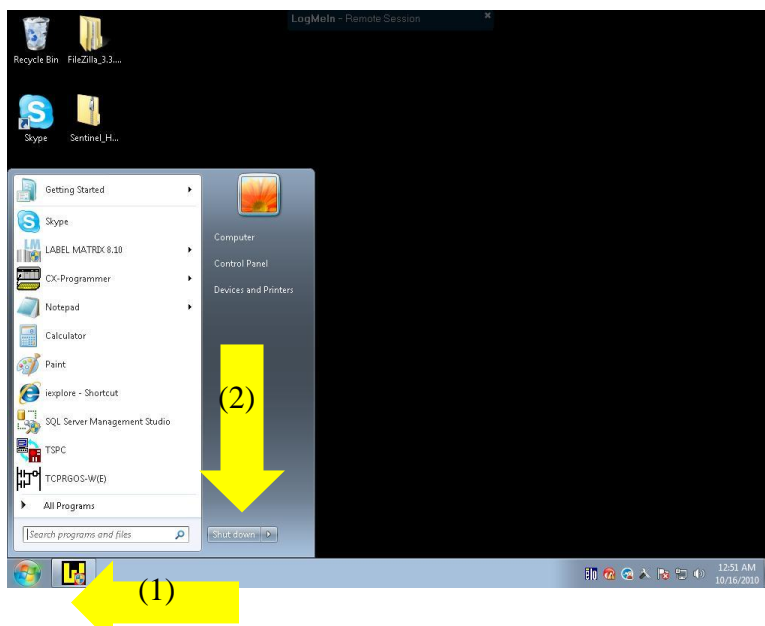 LogMeIn - Remote Session
Recycle Bin
FileZilla_3.3....
Skype
Sentinel_H...
Getting Started
Skype
LABEL MATRIX 8.10
CX-Programmer
Notepad
Calculator
Paint
iexplore - Shortcut
SQL Server Management Studio
TSPC
TCPRGOS-W(E)
All Programs
Search programs and files
Computer
Control Panel
Devices and Printers
(2)
Shut down
(1)
12:51 AM
10/16/2010